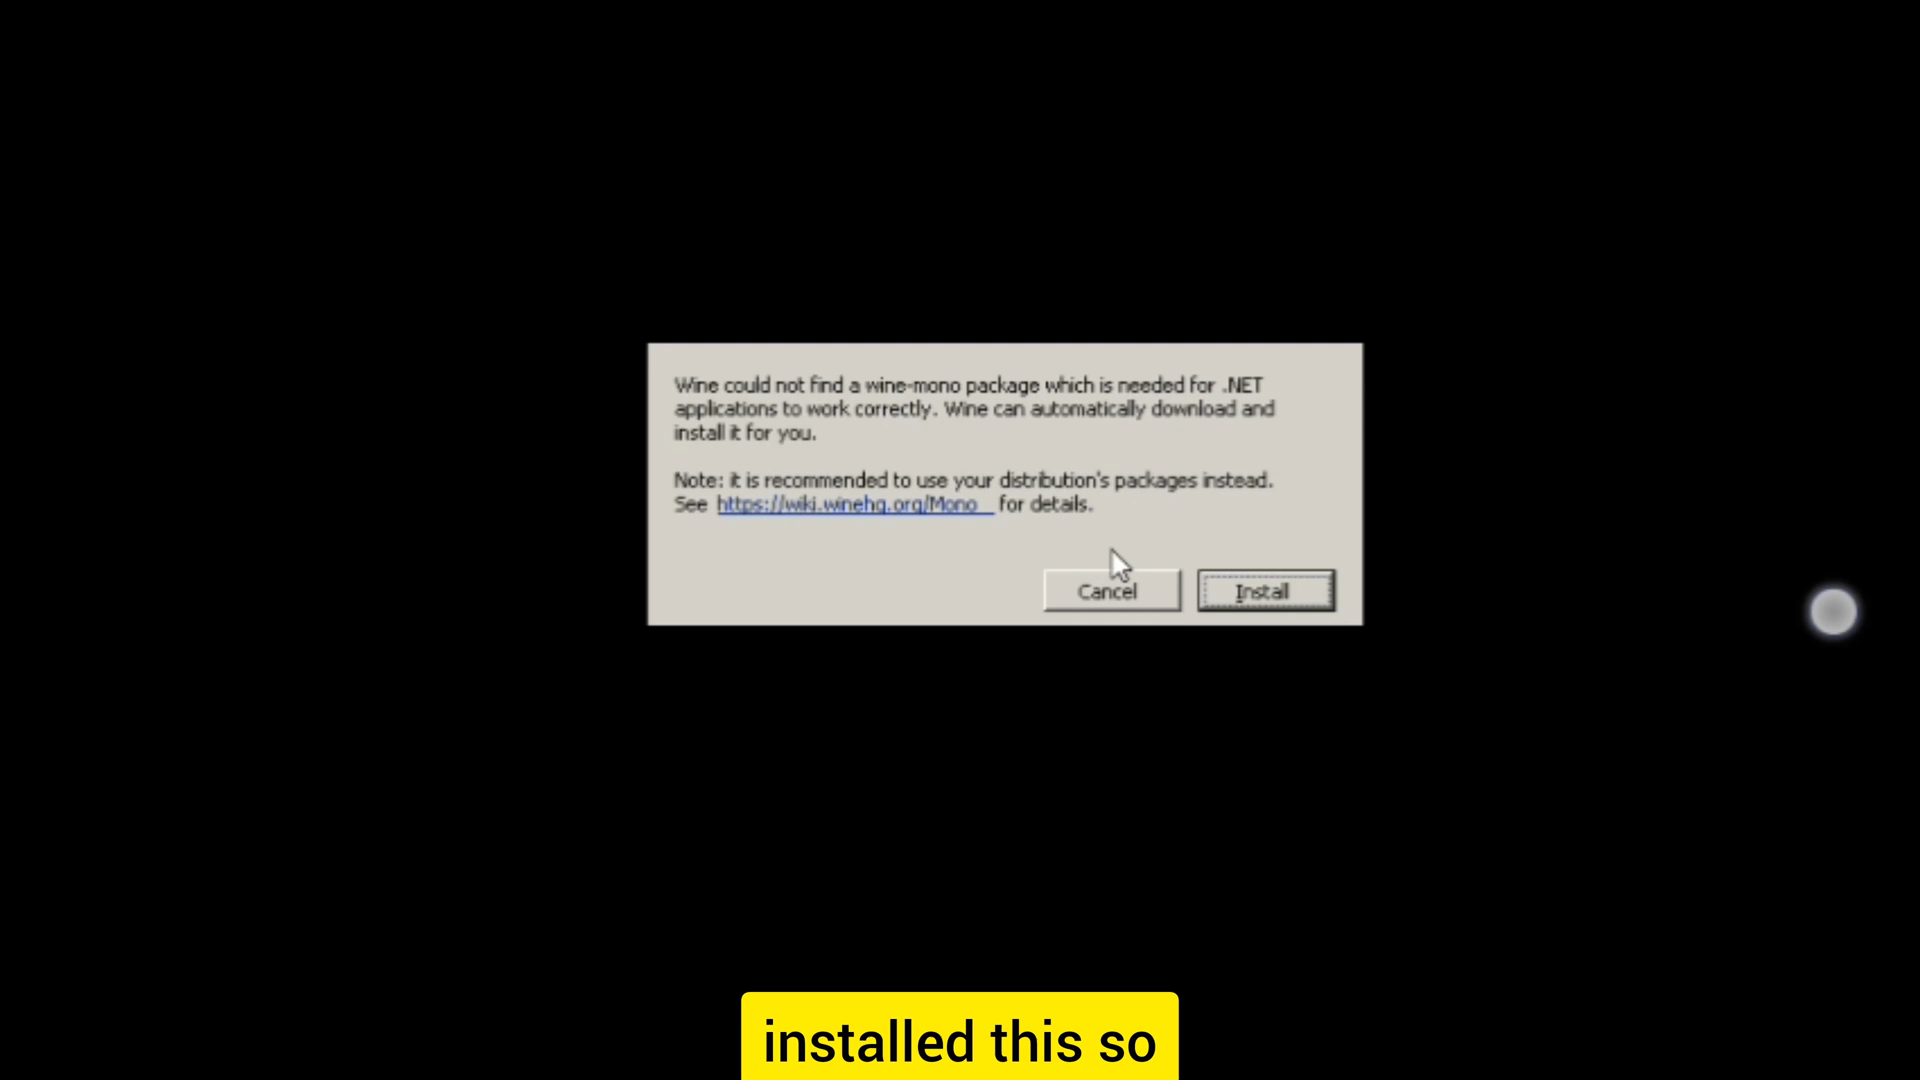 Wine could not find a wine-mono package which is needed for .NET
applications to work correctly. Wine can automatically download and
install it for you.
Note: it is recommended to use your distribution's packages instead.
See https://wiki.winehq.org/Mono for details.
Cancel
Install
installed this so